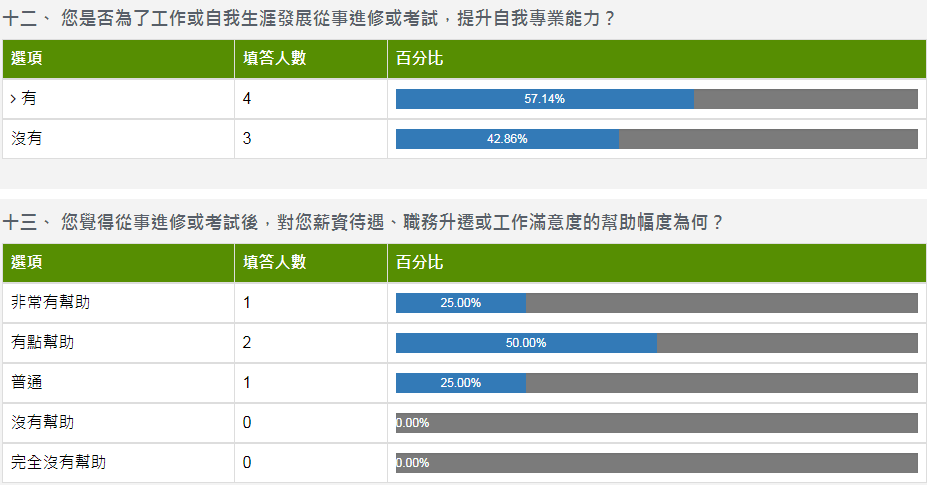 十二、 您是否為了工作或自我生涯發展從事進修或考試，提升自我專業能力？
選項 填答人數 百分比
> 有 4 57.14%
沒有 3 42.86%
十三、 您覺得從事進修或考試後，對您薪資待遇、職務升遷或工作滿意度的幫助幅度為何？
選項 填答人數 百分比
非常有幫助 1 25.00%
有點幫助 2 50.00%
普通 1 25.00%
沒有幫助 0 0.00%
完全沒有幫助 0 0.00%